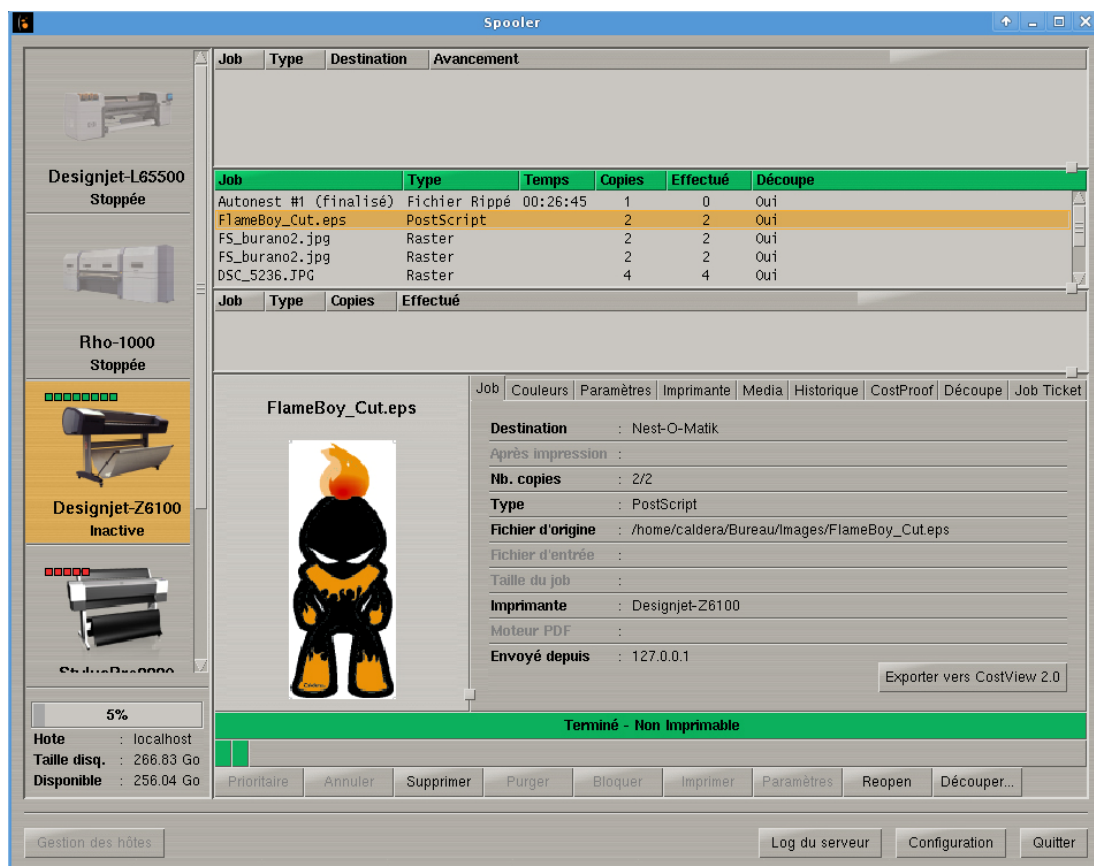 Spooler
Designjet-L65500
Stoppée
Rho-1000
Stoppée
Designjet-Z6100
Inactive
5%
Hote : localhost
Taille disq. : 266.83 Go
Disponible : 256.04 Go
Job Type Destination Avancement
Job Type Temps Copies Effectué Découpe
Autonest #1 (finalisé) Fichier Rippé 00:26:45 1 0 Oui
FlameBoy_Cut.eps PostScript 2 2 Oui
FS_burano2.jpg Raster 2 2 Oui
FS_burano2.jpg Raster 2 2 Oui
DSC_5236.JPG Raster 4 4 Oui
Job Type Copies Effectué
FlameBoy_Cut.eps
Job Couleurs Paramètres Imprimante Media Historique CostProof Découpe Job Ticket
Destination : Nest-O-Matik
Après impression :
Nb. copies : 2/2
Type : PostScript
Fichier d'origine : /home/caldera/Bureau/Images/FlameBoy_Cut.eps
Fichier d'entrée :
Taille du job :
Imprimante : Designjet-Z6100
Moteur PDF :
Envoyé depuis : 127.0.0.1
Exporter vers CostView 2.0
Terminé - Non Imprimable
Prioritaire Annuler Supprimer Purger Bloquer Imprimer Paramètres Reopen Découper...
Gestion des hôtes Log du serveur Configuration Quitter